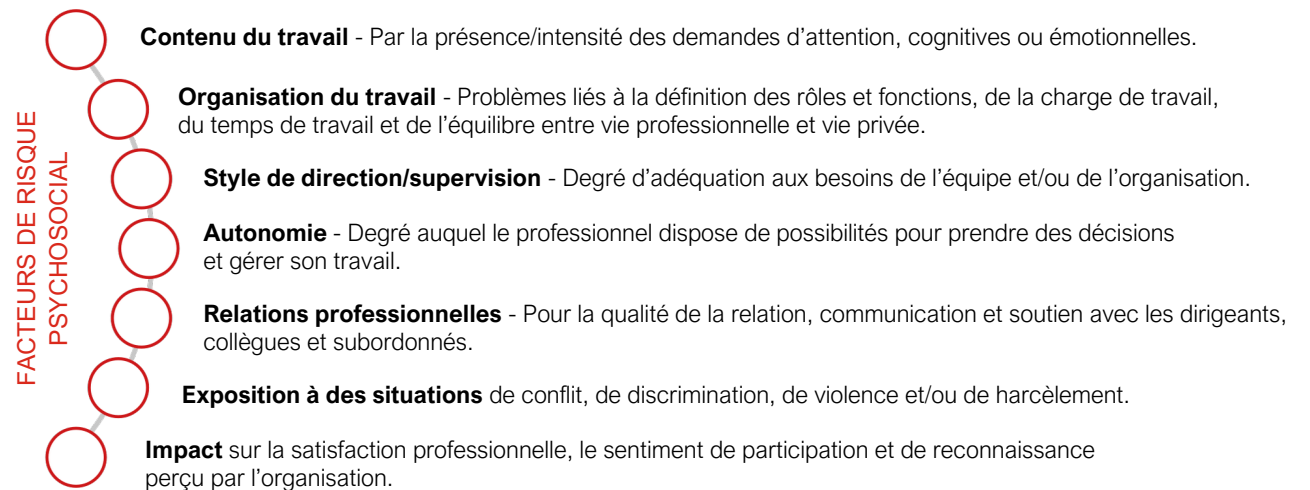 FACTEURS DE RISQUE
PSYCHOSOCIAL
Contenu du travail - Par la présence/intensité des demandes d'attention, cognitives ou émotionnelles.
Organisation du travail - Problèmes liés à la définition des rôles et fonctions, de la charge de travail,
du temps de travail et de l'équilibre entre vie professionnelle et vie privée.
Style de direction/supervision - Degré d'adéquation aux besoins de l'équipe et/ou de l'organisation.
Autonomie - Degré auquel le professionnel dispose de possibilités pour prendre des décisions
et gérer son travail.
Relations professionnelles - Pour la qualité de la relation, communication et soutien avec les dirigeants,
collègues et subordonnés.
Exposition à des situations de conflit, de discrimination, de violence et/ou de harcèlement.
Impact sur la satisfaction professionnelle, le sentiment de participation et de reconnaissance
perçu par l'organisation.